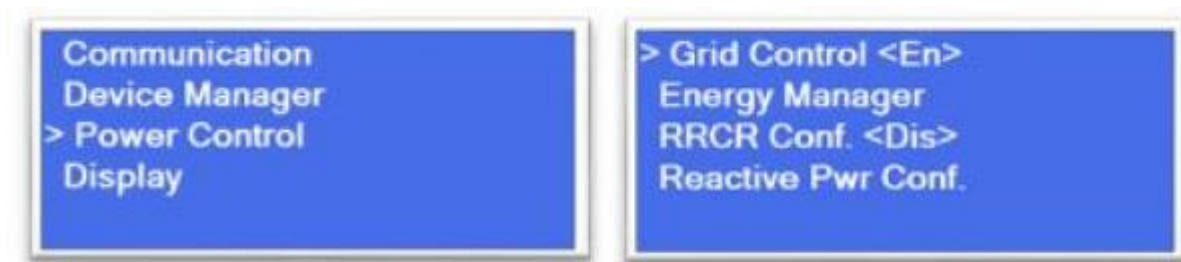 Communication
Device Manager
> Power Control
Display
> Grid Control <En>
Energy Manager
RRCR Conf. <Dis>
Reactive Pwr Conf.